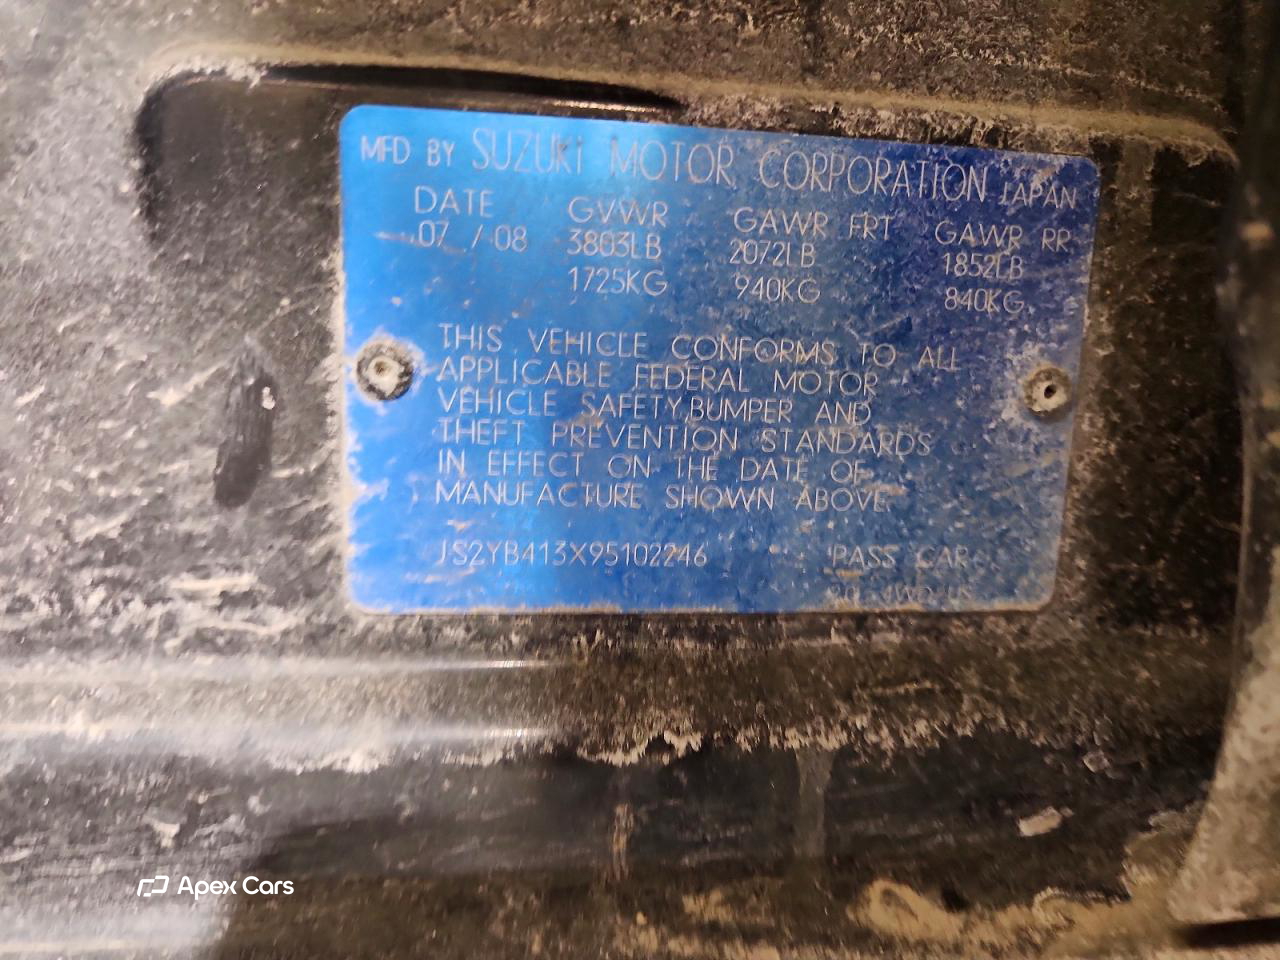 MFD BY SUZUKI MOTOR CORPORATION JAPAN
DATE GVWR GAWR FRT GAWR RR
07 / 08 3803LB 2072LB 1852LB
1725KG 940KG 840KG
THIS VEHICLE CONFORMS TO ALL
APPLICABLE FEDERAL MOTOR
VEHICLE SAFETY,BUMPER AND
THEFT PREVENTION STANDARDS
IN EFFECT ON THE DATE OF
MANUFACTURE SHOWN ABOVE
JS2YB413X95102246 PASS CAR
4WD
Apex Cars